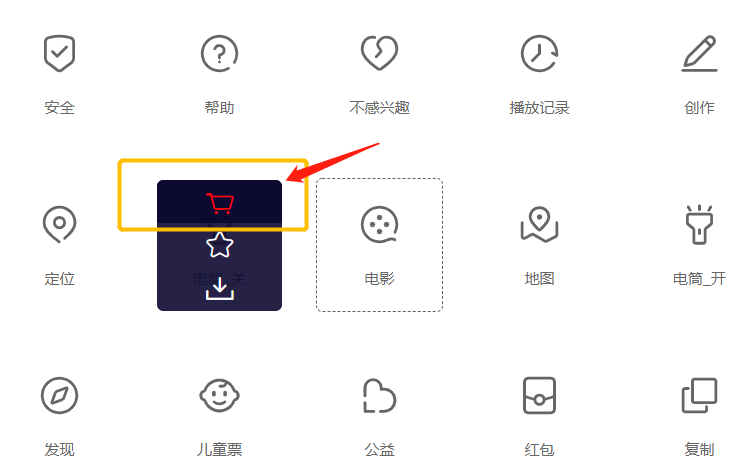 安全
帮助
不感兴趣
播放记录
创作
定位
电筒_关
电影
地图
电筒_开
发现
儿童票
公益
红包
复制